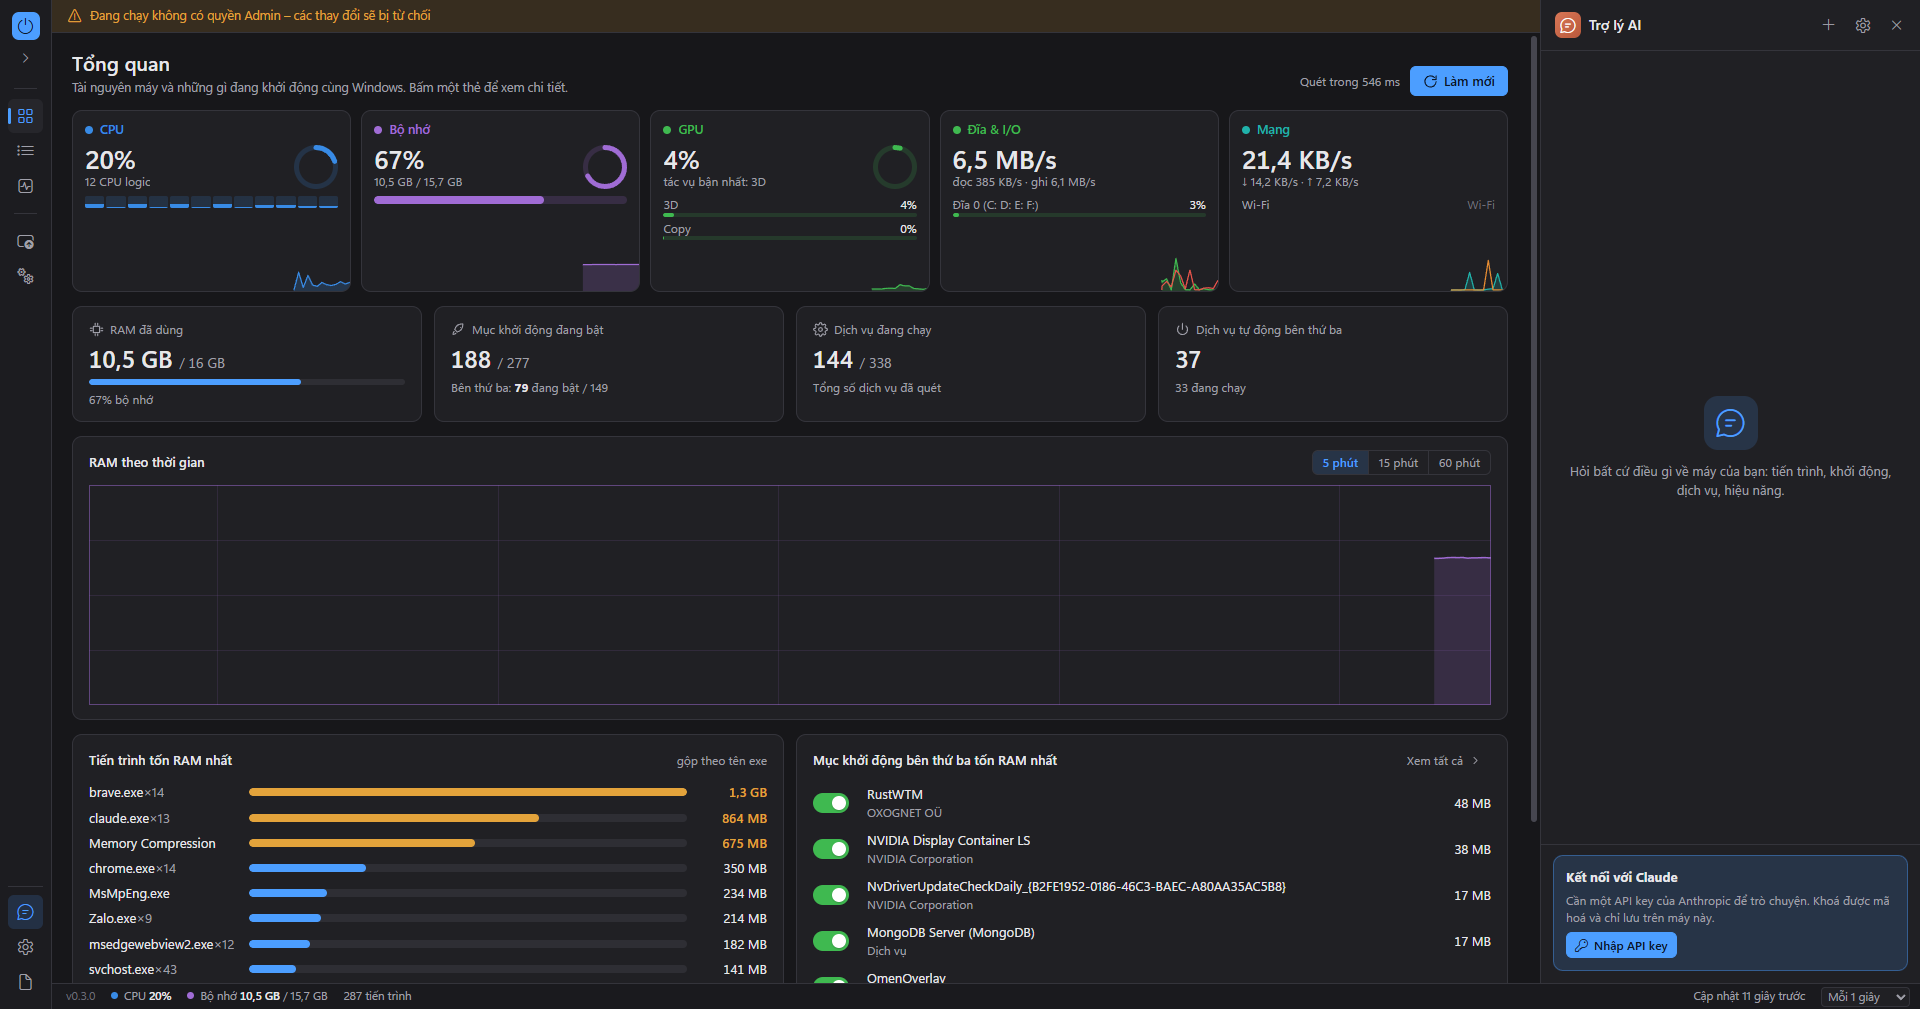 Đang chạy không có quyền Admin – các thay đổi sẽ bị từ chối
Trợ lý AI
Tổng quan
Tài nguyên máy và những gì đang khởi động cùng Windows. Bấm một thẻ để xem chi tiết.
Quét trong 546 ms
Làm mới
CPU
20%
12 CPU logic
Bộ nhớ
67%
10,5 GB / 15,7 GB
GPU
4%
tác vụ bận nhất: 3D
3D 4%
Copy 0%
Đĩa & I/O
6,5 MB/s
đọc 385 KB/s · ghi 6,1 MB/s
Đĩa 0 (C: D: E: F:) 3%
Mạng
21,4 KB/s
↓ 14,2 KB/s · ↑ 7,2 KB/s
Wi-Fi Wi-Fi
RAM đã dùng
10,5 GB / 16 GB
67% bộ nhớ
Mục khởi động đang bật
188 / 277
Bên thứ ba: 79 đang bật / 149
Dịch vụ đang chạy
144 / 338
Tổng số dịch vụ đã quét
Dịch vụ tự động bên thứ ba
37
33 đang chạy
RAM theo thời gian
5 phút 15 phút 60 phút
Tiến trình tốn RAM nhất gộp theo tên exe
brave.exe×14 1,3 GB
claude.exe×13 864 MB
Memory Compression 675 MB
chrome.exe×14 350 MB
MsMpEng.exe 234 MB
Zalo.exe×9 214 MB
msedgewebview2.exe×12 182 MB
svchost.exe×43 141 MB
Mục khởi động bên thứ ba tốn RAM nhất Xem tất cả
RustWTM
OXOGNET OÜ
48 MB
NVIDIA Display Container LS
NVIDIA Corporation
38 MB
NvDriverUpdateCheckDaily_{B2FE1952-0186-46C3-BAEC-A80AA35AC5B8}
NVIDIA Corporation
17 MB
MongoDB Server (MongoDB)
Dịch vụ
17 MB
OmenOverlay
Hỏi bất cứ điều gì về máy của bạn: tiến trình, khởi động,
dịch vụ, hiệu năng.
Kết nối với Claude
Cần một API key của Anthropic để trò chuyện. Khoá được mã
hoá và chỉ lưu trên máy này.
Nhập API key
v0.3.0 CPU 20% Bộ nhớ 10,5 GB / 15,7 GB 287 tiến trình
Cập nhật 11 giây trước Mỗi 1 giây